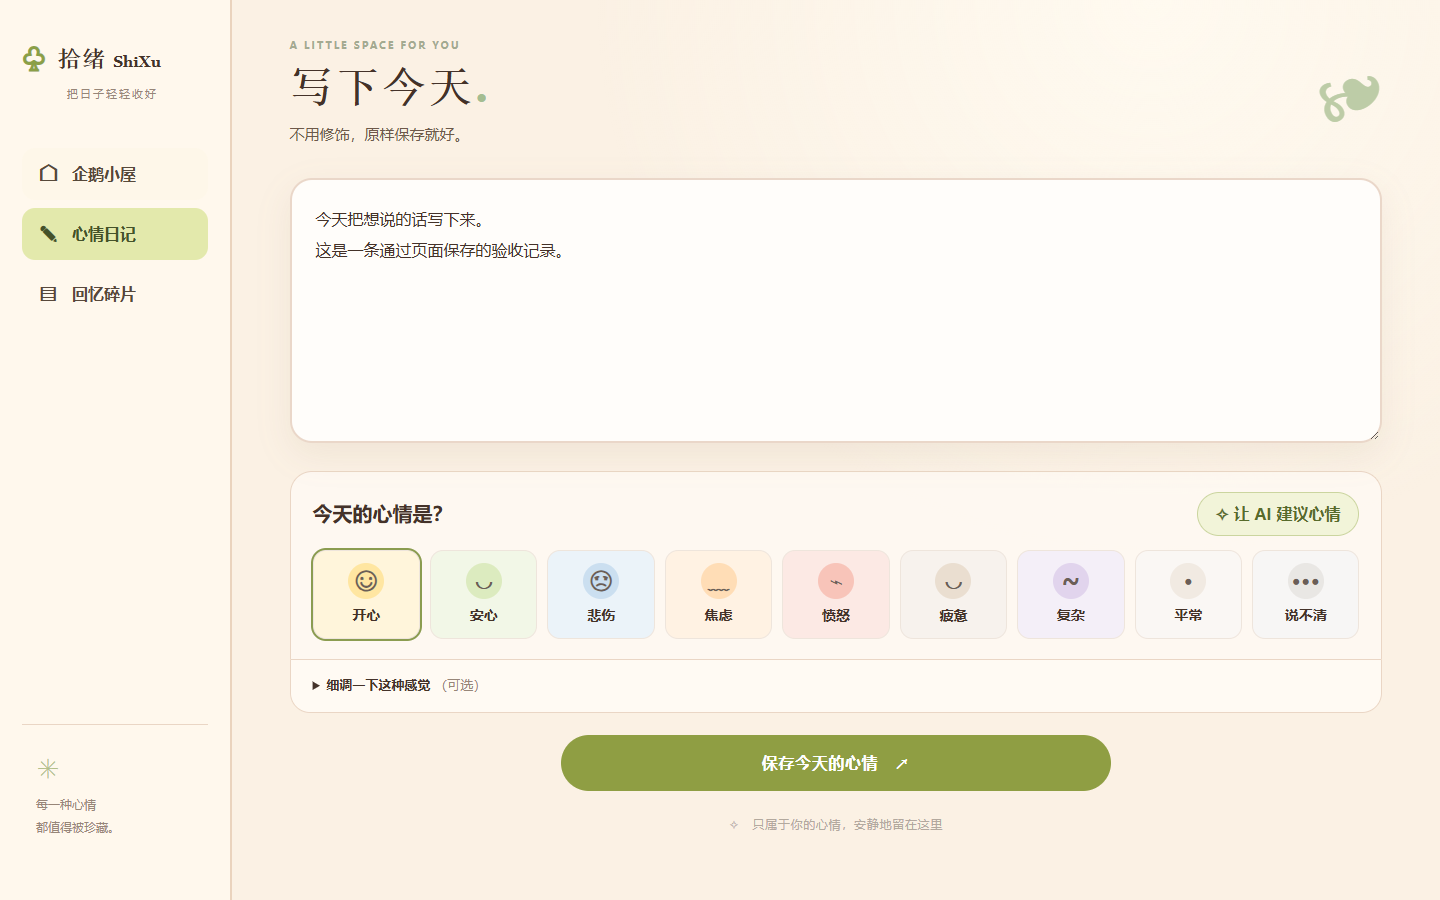 拾绪 ShiXu
把日子轻轻收好
企鹅小屋
心情日记
回忆碎片
每一种心情
都值得被珍藏。
A LITTLE SPACE FOR YOU
写下今天.
不用修饰，原样保存就好。
今天把想说的话写下来。
这是一条通过页面保存的验收记录。
今天的心情是？
✧ 让 AI 建议心情
开心
安心
悲伤
焦虑
愤怒
疲惫
复杂
平常
说不清
▶ 细调一下这种感觉 （可选）
保存今天的心情 ↗
✧ 只属于你的心情，安静地留在这里